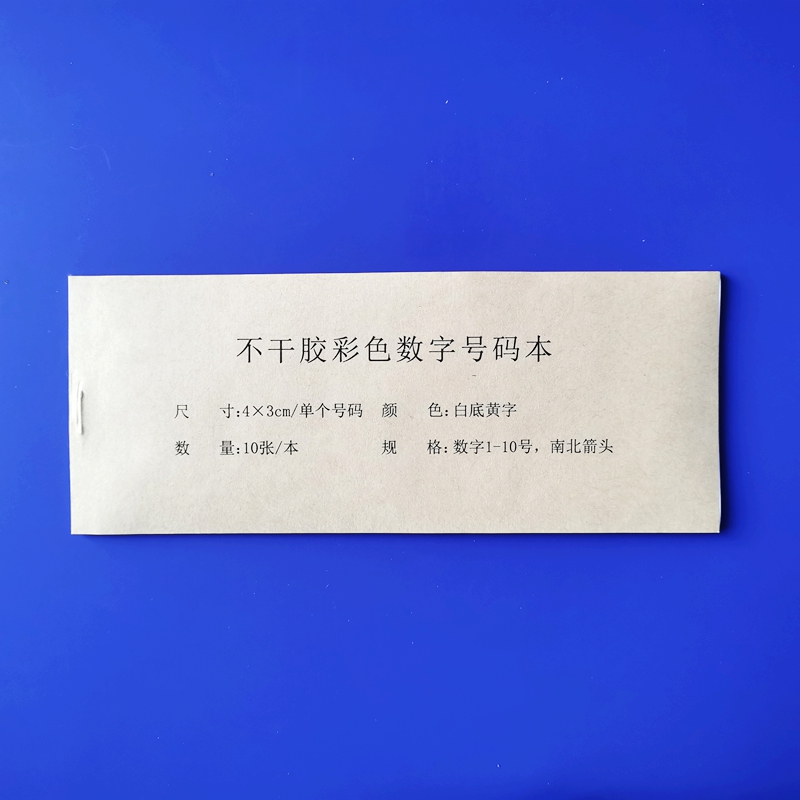 不干胶彩色数字号码本
尺 寸:4×3cm/单个号码 颜 色:白底黄字
数 量:10张/本 规 格:数字1-10号，南北箭头